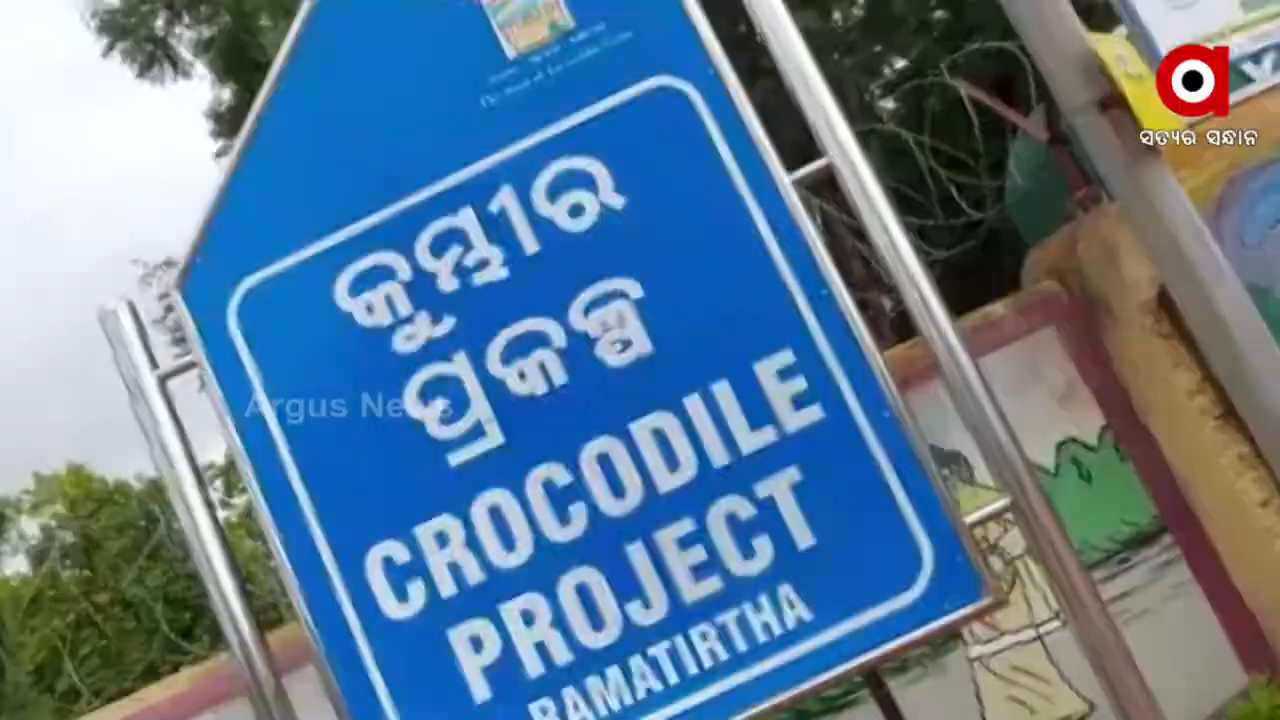 ସତ୍ୟର ସନ୍ଧାନ
କୁମ୍ଭୀର
ପ୍ରକଳ୍ପ
Argus News
CROCODILE
PROJECT
RAMATIRTHA